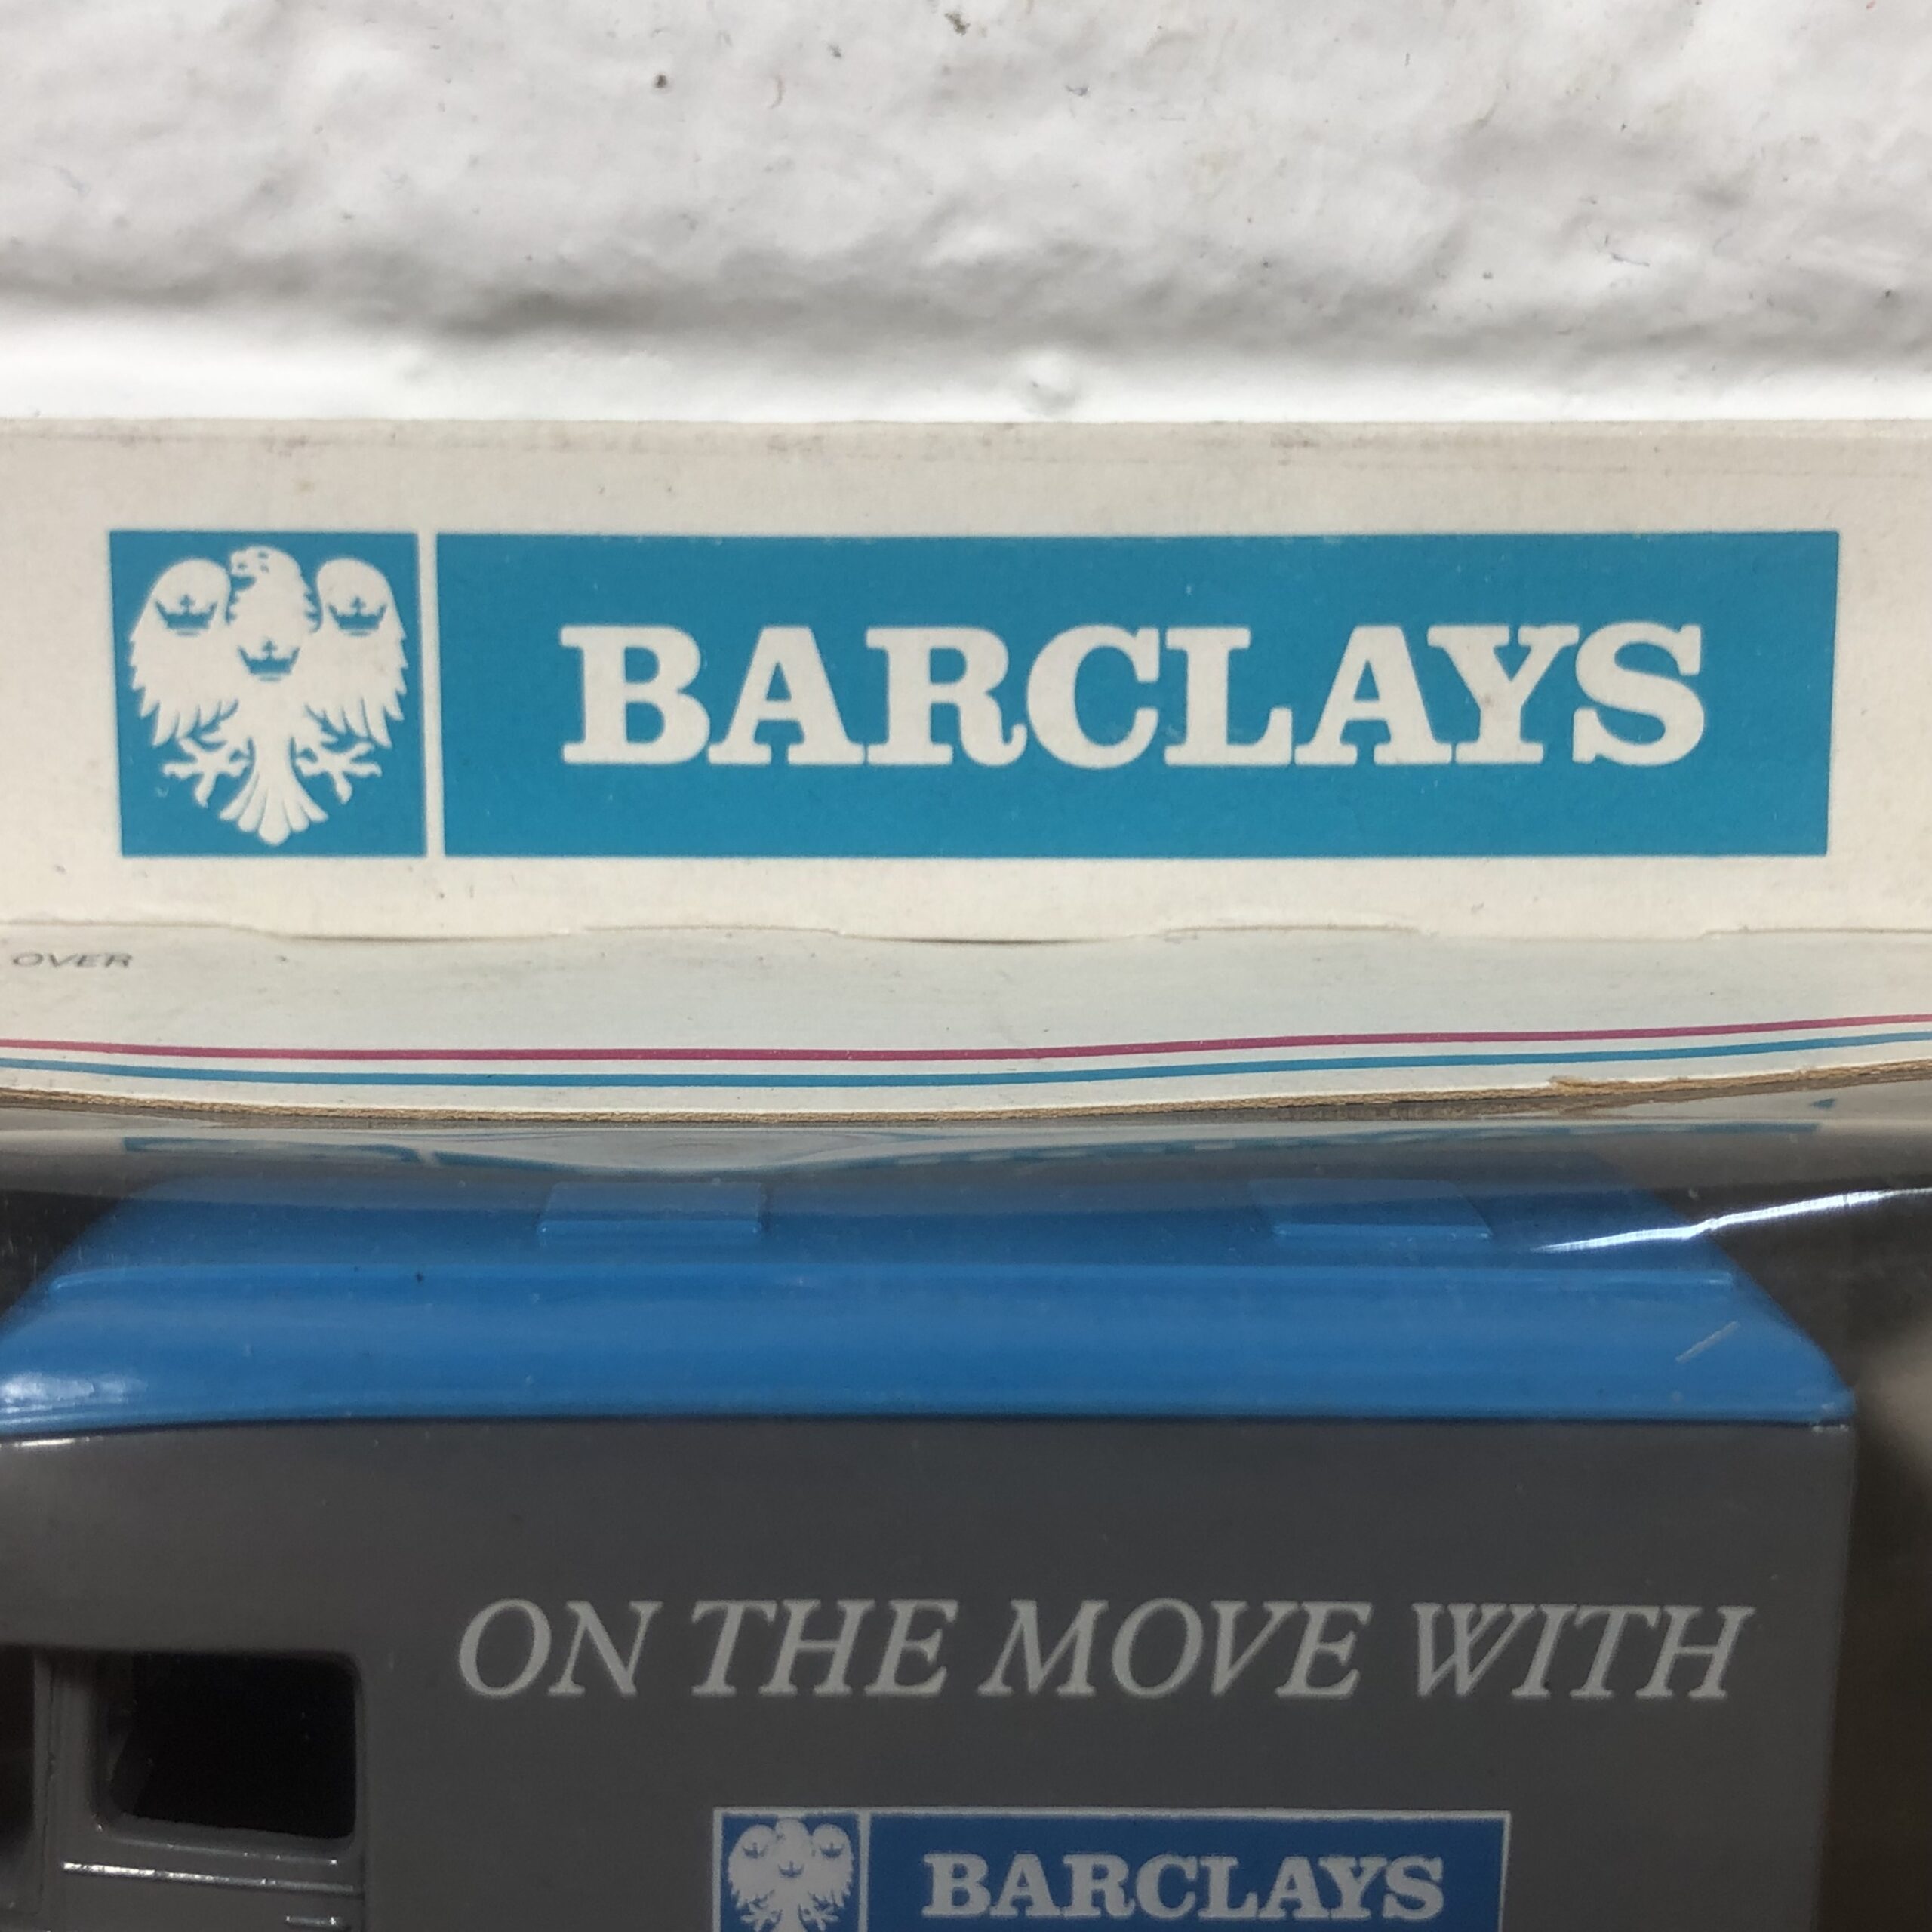 BARCLAYS
OVER
ON THE MOVE WITH
BARCLAYS